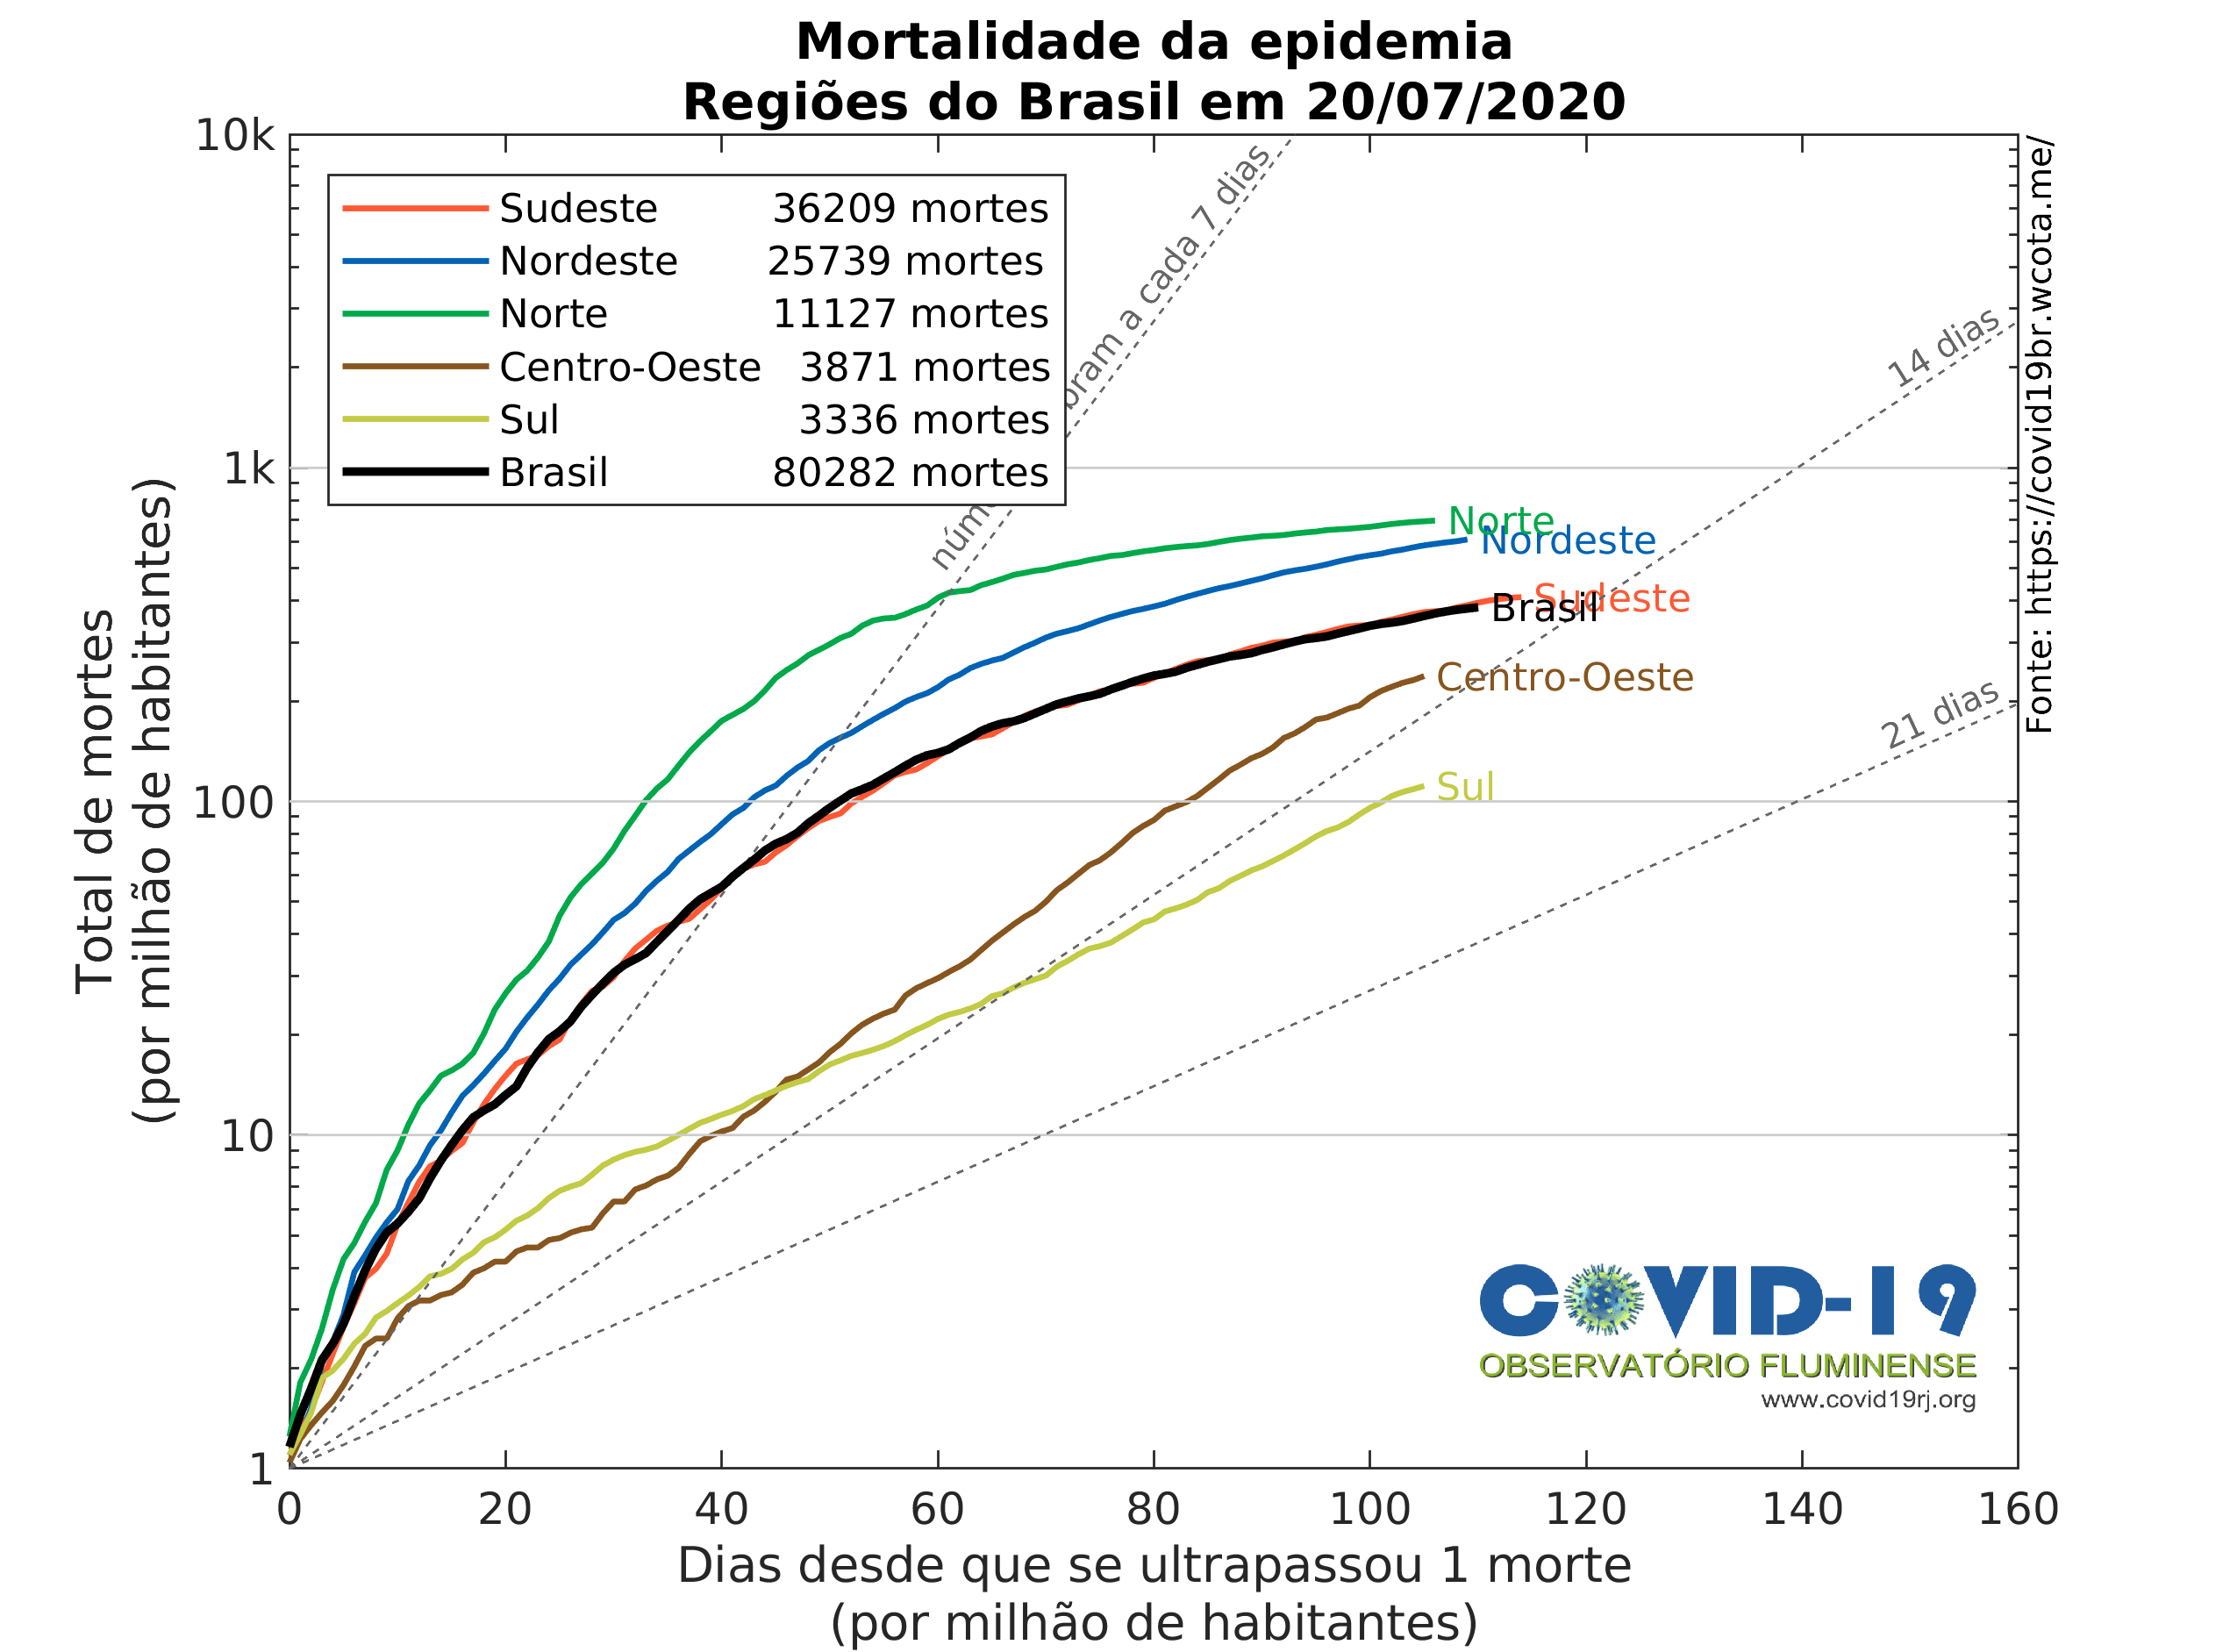 Mortalidade da epidemia
Regiões do Brasil em 20/07/2020
10k
1k
100
10
1
Total de mortes
(por milhão de habitantes)
Sudeste 36209 mortes
Nordeste 25739 mortes
Norte 11127 mortes
Centro-Oeste 3871 mortes
Sul 3336 mortes
Brasil 80282 mortes
a cada 7 dias
14 dias
21 dias
Norte
Nordeste
Sudeste
Brasil
Centro-Oeste
Sul
Fonte: https://covid19br.wcota.me/
COVID-19
OBSERVATÓRIO FLUMINENSE
www.covid19rj.org
0 20 40 60 80 100 120 140 160
Dias desde que se ultrapassou 1 morte
(por milhão de habitantes)